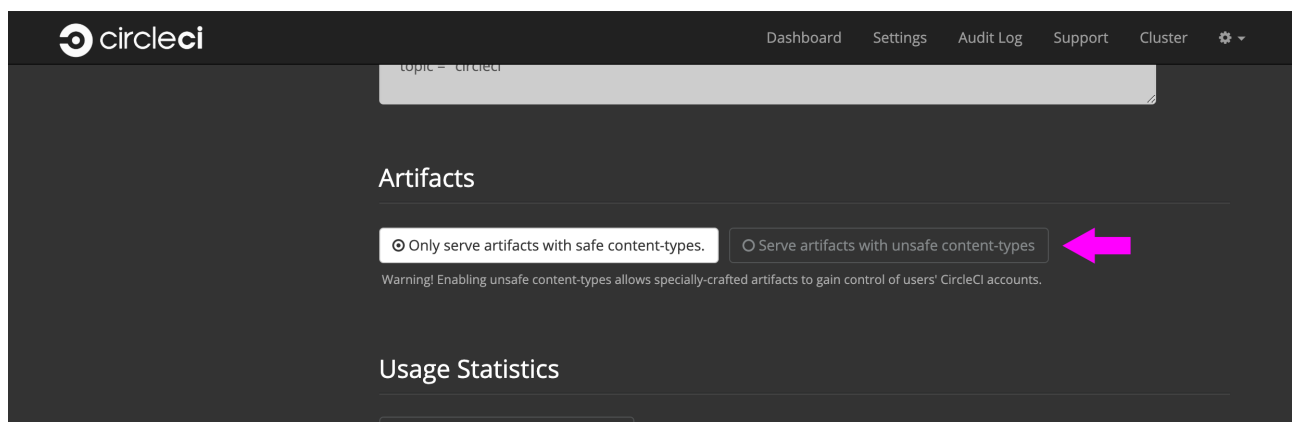 circleci
Dashboard Settings Audit Log Support Cluster
topic = "circleci"
Artifacts
Only serve artifacts with safe content-types. Serve artifacts with unsafe content-types
Warning! Enabling unsafe content-types allows specially-crafted artifacts to gain control of users' CircleCI accounts.
Usage Statistics